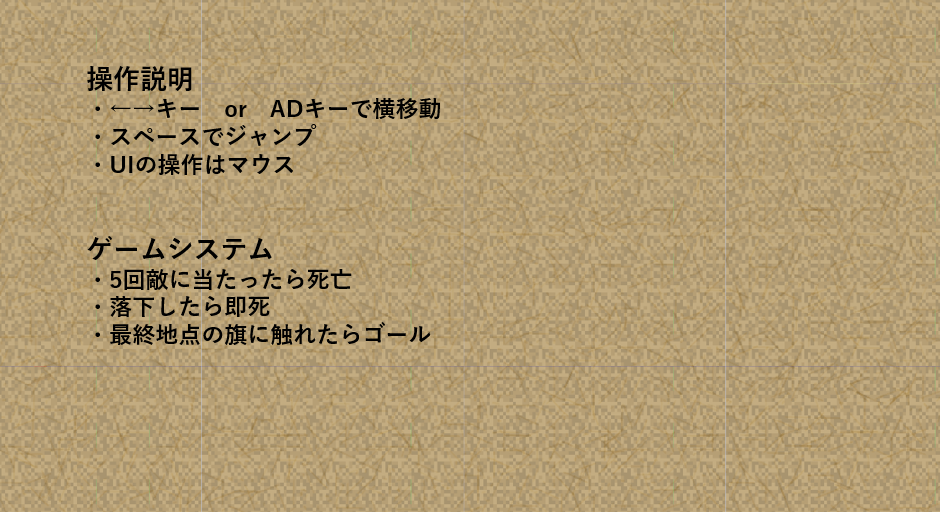 操作説明
・←→キー　or　ADキーで横移動
・スペースでジャンプ
・UIの操作はマウス
ゲームシステム
・5回敵に当たったら死亡
・落下したら即死
・最終地点の旗に触れたらゴール